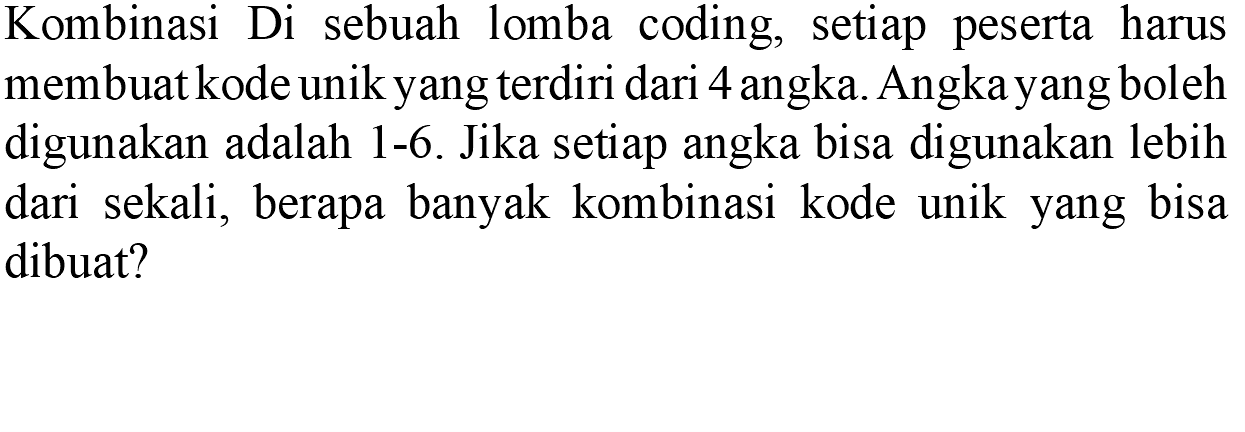 Kombinasi Di sebuah lomba coding, setiap peserta harus
membuat kode unik yang terdiri dari 4 angka. Angka yang boleh
digunakan adalah 1-6. Jika setiap angka bisa digunakan lebih
dari sekali, berapa banyak kombinasi kode unik yang bisa
dibuat?